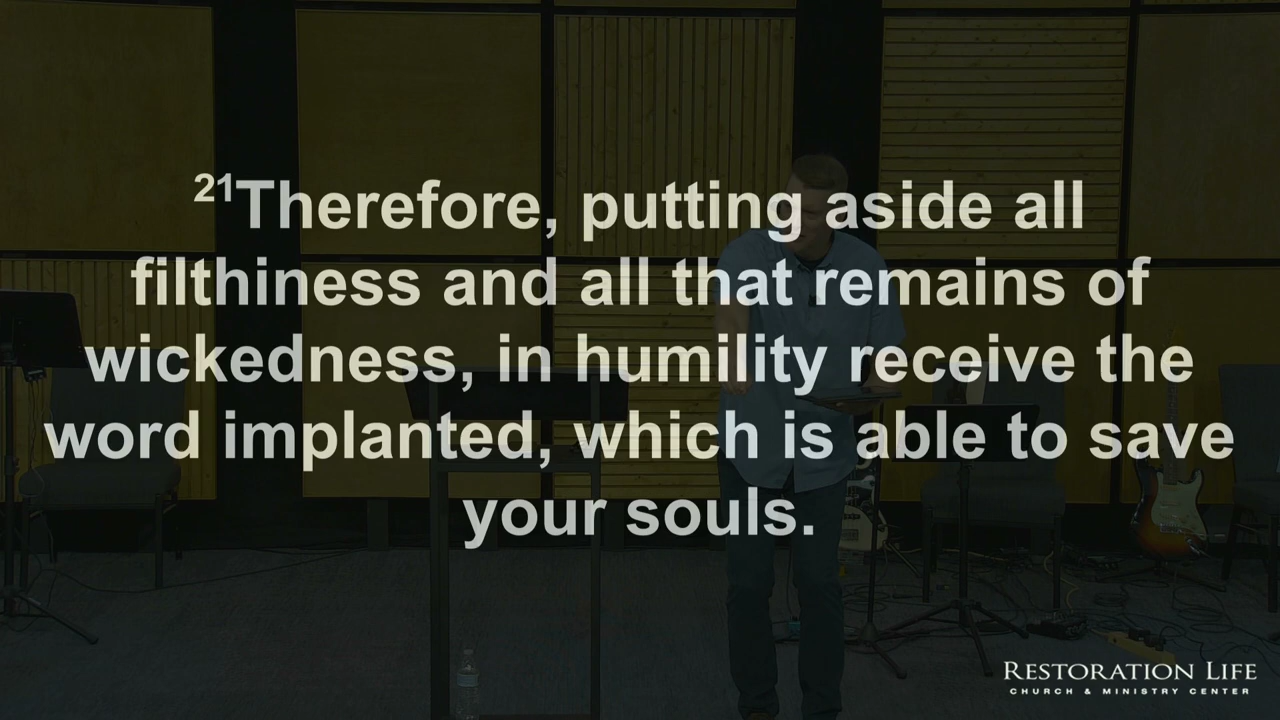 21Therefore, putting aside all
filthiness and all that remains of
wickedness, in humility receive the
word implanted, which is able to save
your souls.
RESTORATION LIFE
CHURCH & MINISTRY CENTER